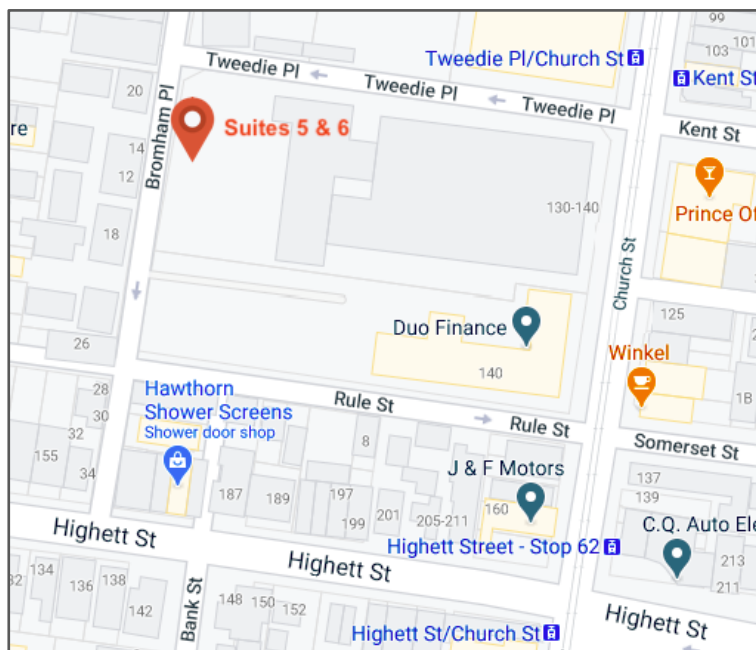 99
101
103
Tweedie Pl/Church St
Kent St
Tweedie Pl
Tweedie Pl
Tweedie Pl
Kent St
Bromham Pl
20
re
14
12
18
Suites 5 & 6
130-140
Prince Of
Church St
125
Duo Finance
140
Winkel
26
28
30
32
34
155
Hawthorn
Shower Screens
Shower door shop
Rule St
Rule St
8
1B
Somerset St
J & F Motors
137
139
187
189
197
199
201
205-211
160
C.Q. Auto Ele
213
211
Highett St
Highett St
Highett Street - Stop 62
Highett St
134
136
138
142
Bank St
148
150
152
Highett St/Church St